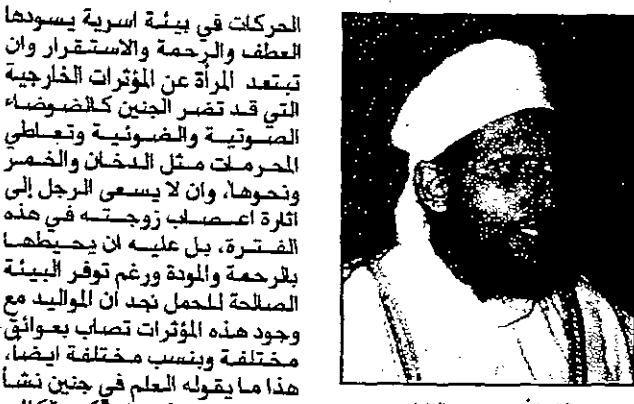 الحركات في بيئة اسرية يسودها
العطف والرحمة والاستقرار وان
تبتعد المرأة عن المؤثرات الخارجية
التي قد تضر الجنين كالضوضاء
الصوتية والضوئية وتعاطي
المحرمات مثل الدخان والخمر
ونحوها، وان لا يسعى الرجل إلى
اثارة اعصاب زوجته في هذه
الفترة، بل عليه ان يحيطها
بالرحمة والمودة ورغم توفر البيئة
الصالحة للحمل نجد ان المواليد مع
وجود هذه المؤثرات تصاب بعوائق
مختلفة وبنسب مختلفة ايضا،
هذا ما يقوله العلم في جنين نشأ